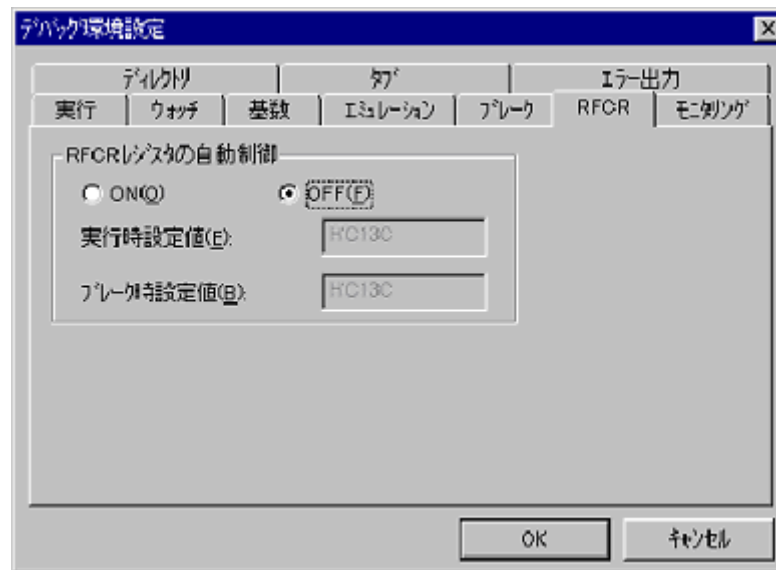 ﾃﾞﾊﾞｯｸﾞ環境設定
ﾃﾞｨﾚｸﾄﾘ ﾀﾌﾞ ｴﾗｰ出力
実行 ｳｫｯﾁ 基数 ｴﾐｭﾚｰｼｮﾝ ﾌﾞﾚｰｸ RFCR ﾓﾆﾀﾘﾝｸﾞ
RFCRﾚｼﾞｽﾀの自動制御
ON(O) OFF(F)
実行時設定値(E): H'C13C
ﾌﾞﾚｰｸ時設定値(B): H'C13C
OK ｷｬﾝｾﾙ